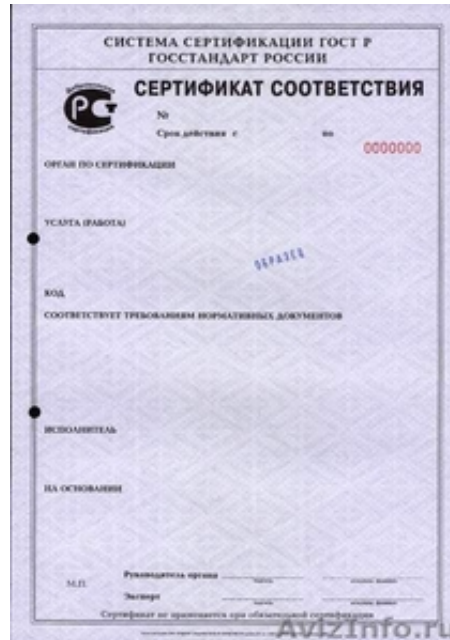 СИСТЕМА СЕРТИФИКАЦИИ ГОСТ Р
ГОССТАНДАРТ РОССИИ
СЕРТИФИКАТ СООТВЕТСТВИЯ
№
Срок действия с по
0000000
ОРГАН ПО СЕРТИФИКАЦИИ
УСЛУГА (РАБОТА)
ОБРАЗЕЦ
КОД
СООТВЕТСТВУЕТ ТРЕБОВАНИЯМ НОРМАТИВНЫХ ДОКУМЕНТОВ
ИСПОЛНИТЕЛЬ
НА ОСНОВАНИИ
М.П.
Руководитель органа
Эксперт
Сертификат не применяется при обязательной сертификации
AvizInfo.ru